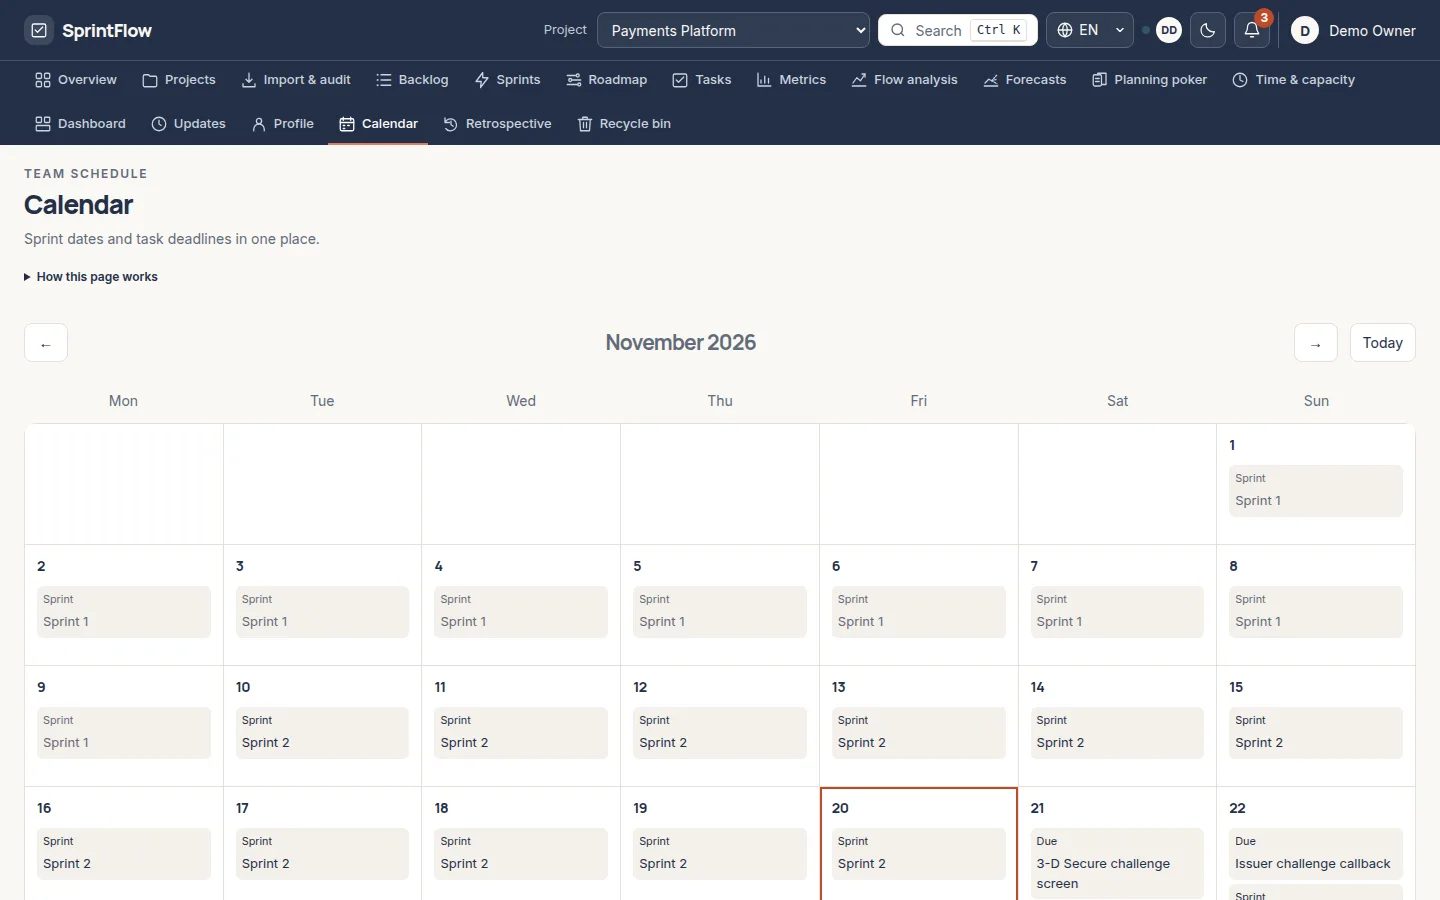 SprintFlow
Project
Payments Platform
Search Ctrl K
EN
DD
3
D
Demo Owner
Overview
Projects
Import & audit
Backlog
Sprints
Roadmap
Tasks
Metrics
Flow analysis
Forecasts
Planning poker
Time & capacity
Dashboard
Updates
Profile
Calendar
Retrospective
Recycle bin
TEAM SCHEDULE
Calendar
Sprint dates and task deadlines in one place.
▶ How this page works
←
November 2026
→
Today
Mon
Tue
Wed
Thu
Fri
Sat
Sun
1
Sprint
Sprint 1
2
Sprint
Sprint 1
3
Sprint
Sprint 1
4
Sprint
Sprint 1
5
Sprint
Sprint 1
6
Sprint
Sprint 1
7
Sprint
Sprint 1
8
Sprint
Sprint 1
9
Sprint
Sprint 1
10
Sprint
Sprint 2
11
Sprint
Sprint 2
12
Sprint
Sprint 2
13
Sprint
Sprint 2
14
Sprint
Sprint 2
15
Sprint
Sprint 2
16
Sprint
Sprint 2
17
Sprint
Sprint 2
18
Sprint
Sprint 2
19
Sprint
Sprint 2
20
Sprint
Sprint 2
21
Due
3-D Secure challenge
screen
22
Due
Issuer challenge callback
Sprint